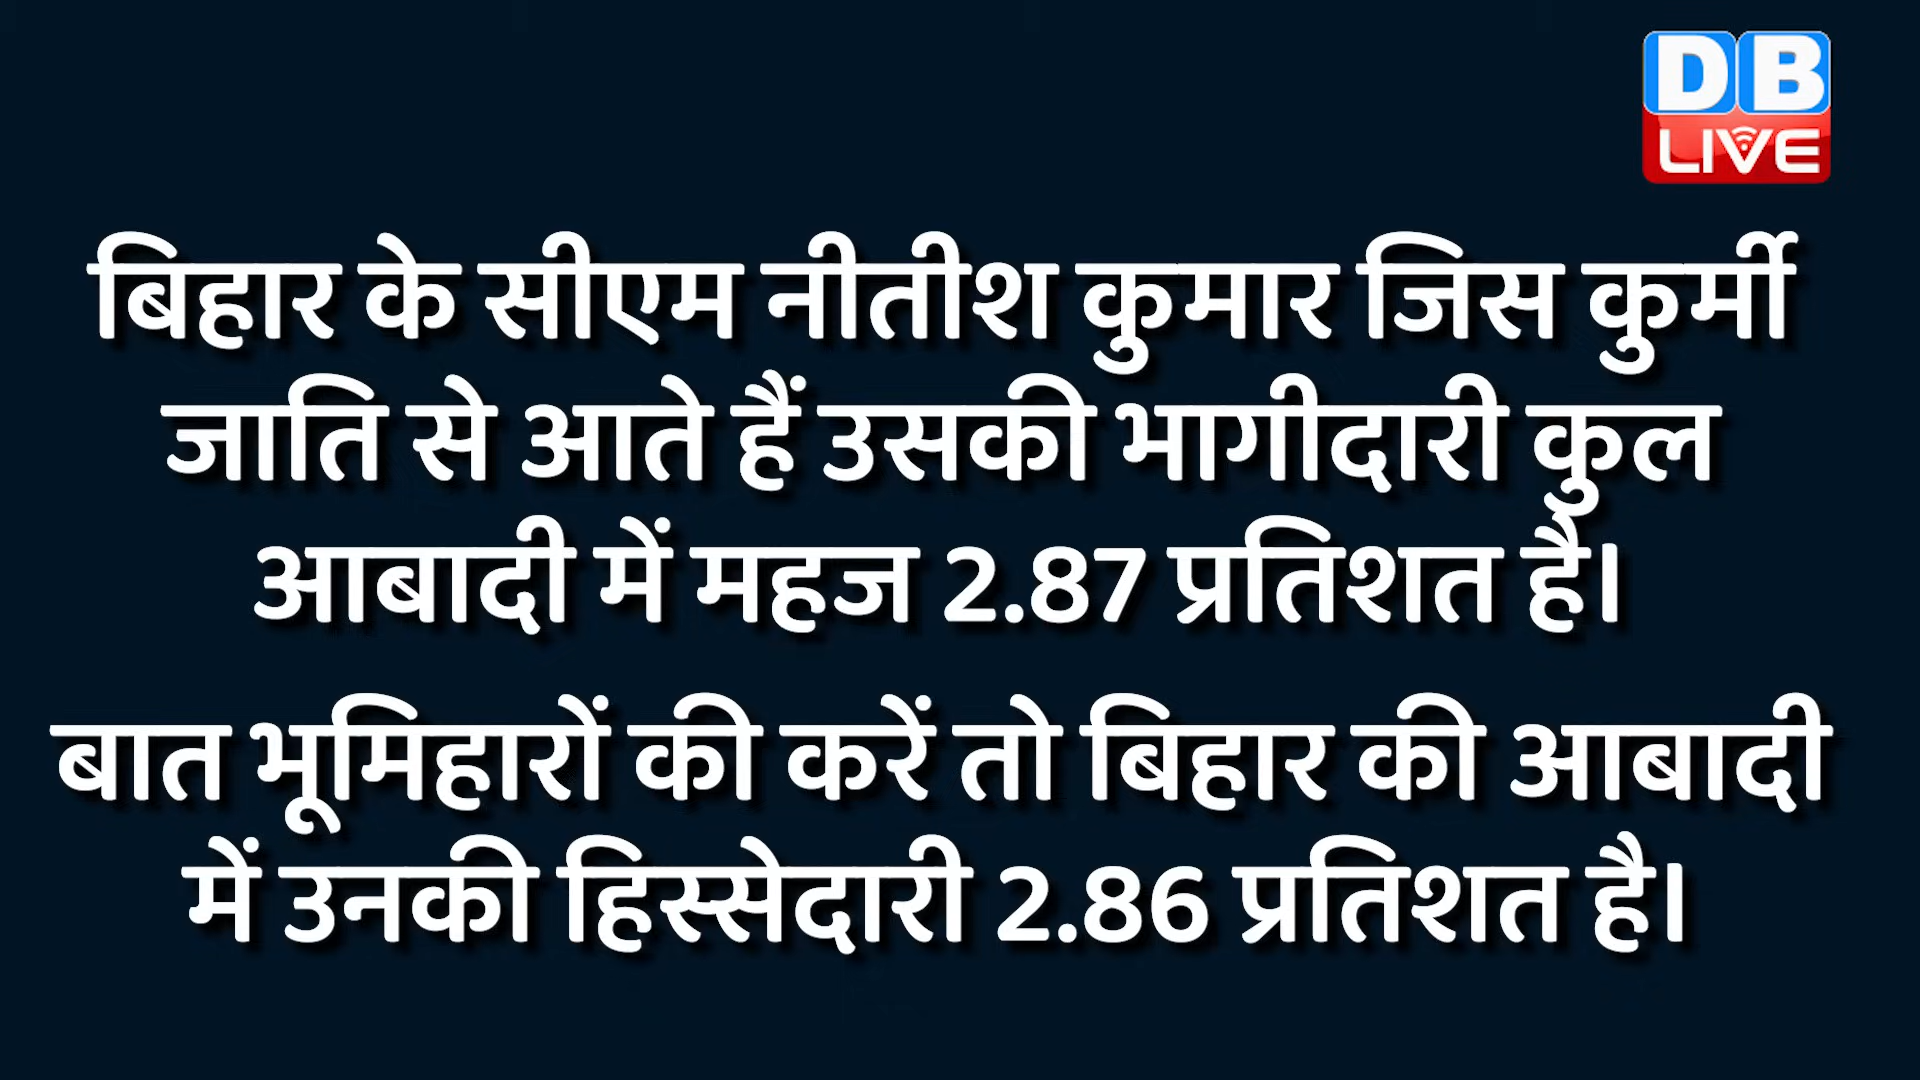 DB
LIVE
बिहार के सीएम नीतीश कुमार जिस कुर्मी
जाति से आते हैं उसकी भागीदारी कुल
आबादी में महज 2.87 प्रतिशत है।
बात भूमिहारों की करें तो बिहार की आबादी
में उनकी हिस्सेदारी 2.86 प्रतिशत है।